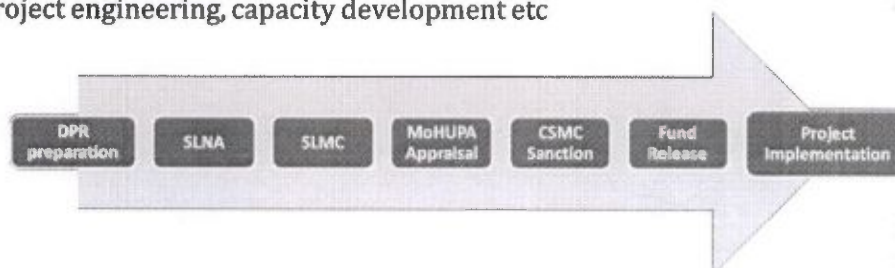 roject engineering, capacity development etc
DPR
preparation
SLNA
SLMC
MoHUPA
Appraisal
CSMC
Sanction
Fund
Release
Project
Implementation